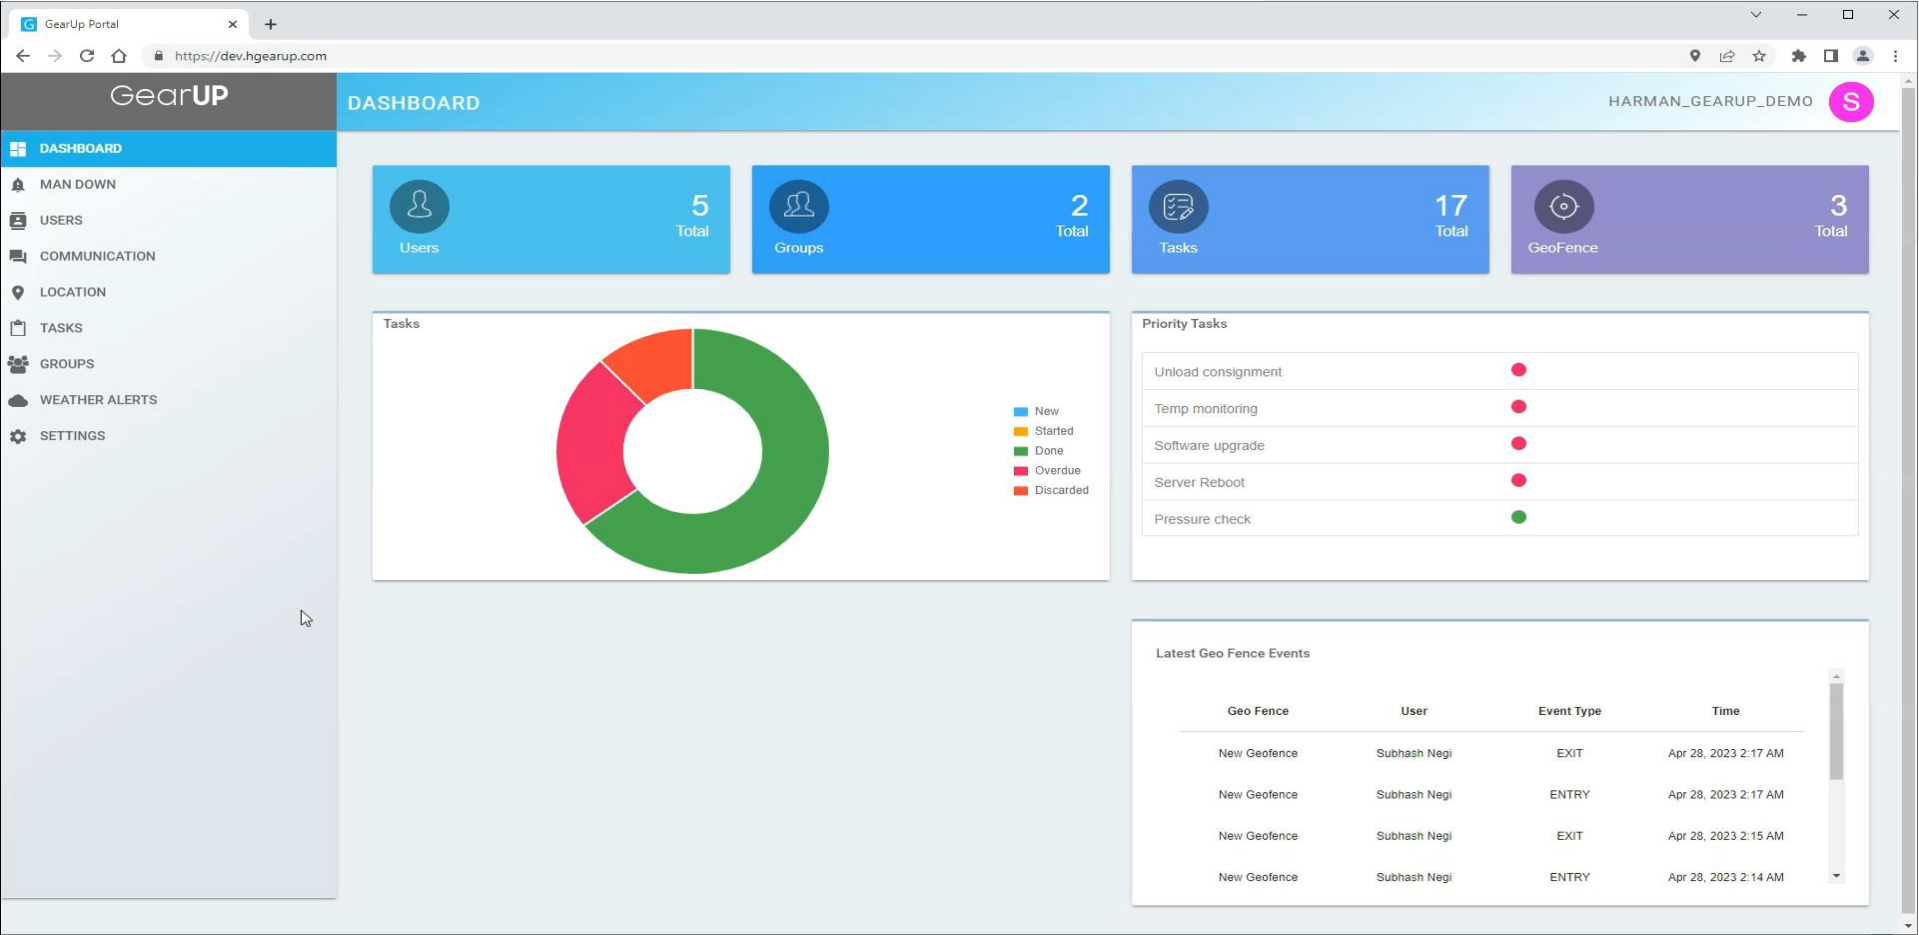 GearUp Portal
https://dev.hgearup.com
GearUP
DASHBOARD
HARMAN_GEARUP_DEMO
S
DASHBOARD
MAN DOWN
USERS
COMMUNICATION
LOCATION
TASKS
GROUPS
WEATHER ALERTS
SETTINGS
5
Total
Users
2
Total
Groups
17
Total
Tasks
3
Total
GeoFence
Tasks
New
Started
Done
Overdue
Discarded
Priority Tasks
Unload consignment
Temp monitoring
Software upgrade
Server Reboot
Pressure check
Latest Geo Fence Events
Geo Fence User Event Type Time
New Geofence Subhash Negi EXIT Apr 28, 2023 2:17 AM
New Geofence Subhash Negi ENTRY Apr 28, 2023 2:17 AM
New Geofence Subhash Negi EXIT Apr 28, 2023 2:15 AM
New Geofence Subhash Negi ENTRY Apr 28, 2023 2:14 AM